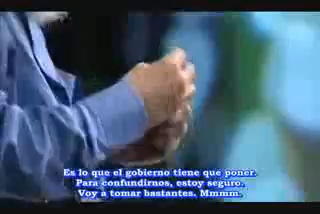 Es lo que el gobierno tiene que poner.
Para confundirnos, estoy seguro.
Voy a tomar bastantes. Mmmm.